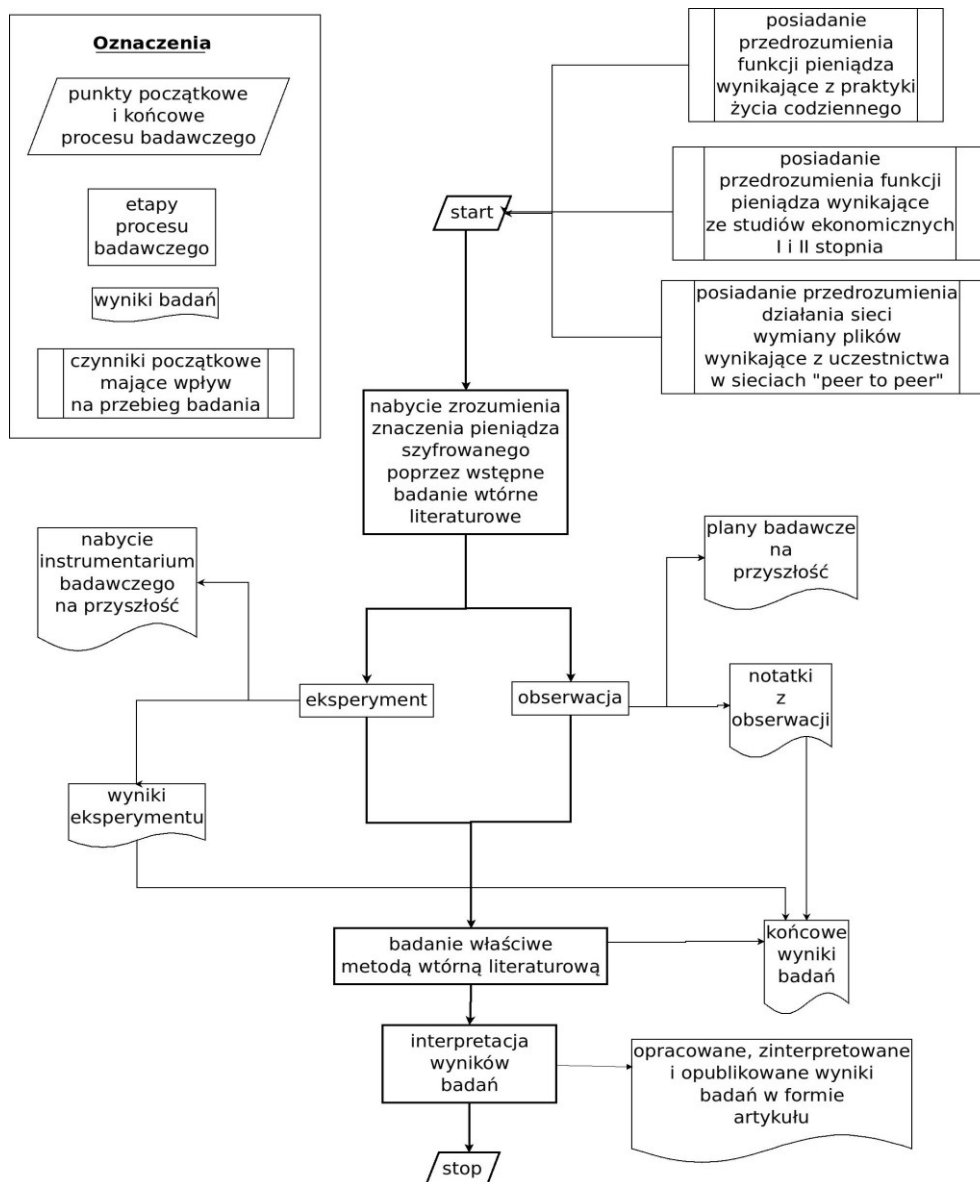 Oznaczenia
punkty początkowe
i końcowe
procesu badawczego
etapy
procesu
badawczego
wyniki badań
czynniki początkowe
mające wpływ
na przebieg badania
posiadanie
przedrozumienia
funkcji pieniądza
wynikające z praktyki
życia codziennego
posiadanie
przedrozumienia funkcji
pieniądza wynikające
ze studiów ekonomicznych
I i II stopnia
posiadanie przedrozumienia
działania sieci
wymiany plików
wynikające z uczestnictwa
w sieciach "peer to peer"
start
nabycie zrozumienia
znaczenia pieniądza
szyfrowanego
poprzez wstępne
badanie wtórne
literaturowe
nabycie
instrumentarium
badawczego
na przyszłość
plany badawcze
na
przyszłość
eksperyment
obserwacja
notatki
z
obserwacji
wyniki
eksperymentu
badanie właściwe
metodą wtórną literaturową
końcowe
wyniki
badań
interpretacja
wyników
badań
opracowane, zinterpretowane
i opublikowane wyniki
badań w formie
artykułu
stop